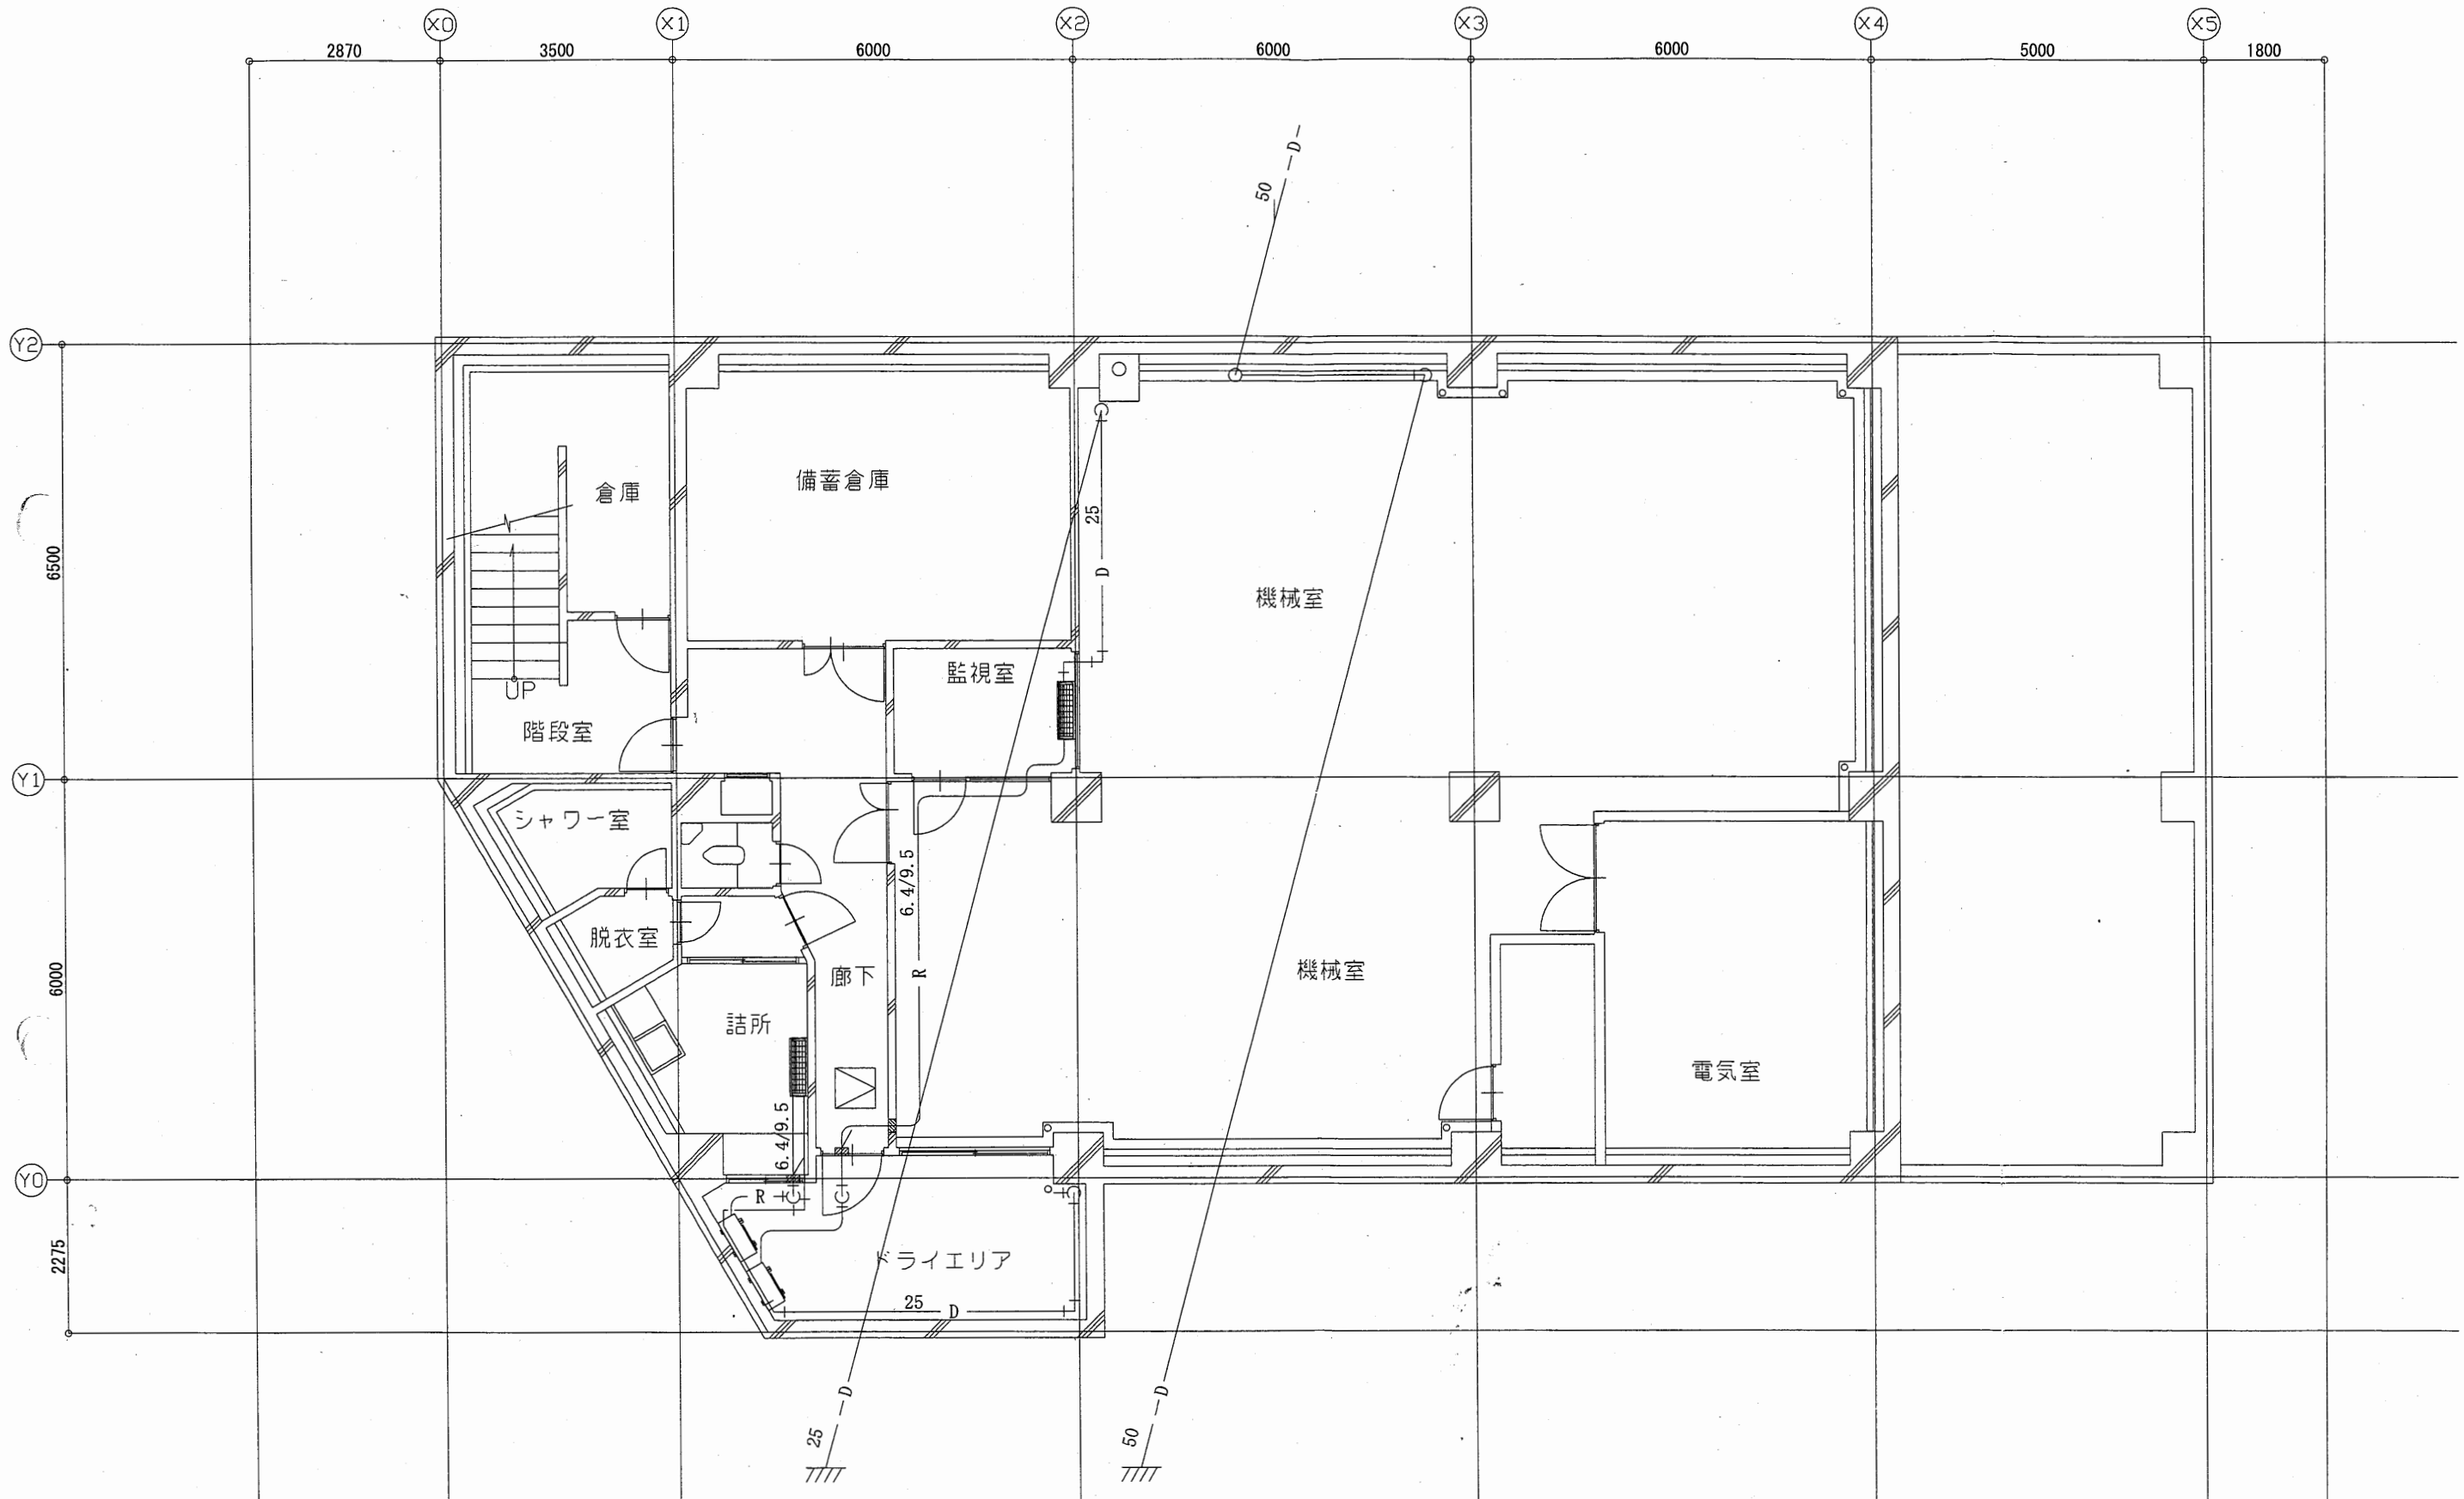 X0 X1 X2 X3 X4 X5
2870 3500 6000 6000 6000 5000 1800
D
50
Y2
備蓄倉庫
倉庫
25
6500
D
機械室
監視室
UP
階段室
Y1
シャワー室
6.4/9.5
脱衣室
R
廊下
機械室
6000
詰所
電気室
6.4/9.5
Y0
R
2275
ドライエリア
25 D
D D
25 50